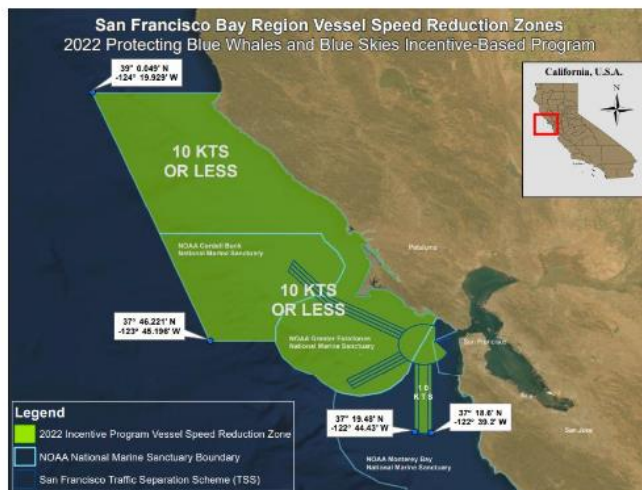 San Francisco Bay Region Vessel Speed Reduction Zones
2022 Protecting Blue Whales and Blue Skies Incentive-Based Program
39° 6.049' N
-124° 19.929' W
California, U.S.A.
10 KTS
OR LESS
NOAA Cordell Bank
National Marine Sanctuary
Petaluma
10 KTS
OR LESS
37° 46.221' N
-123° 45.196' W
NOAA Greater Farallones
National Marine Sanctuary
San Francisco
10
KTS
37° 19.48' N
-122° 44.43' W
37° 18.6' N
-122° 39.2' W
San Jose
NOAA Monterey Bay
National Marine Sanctuary
Legend
2022 Incentive Program Vessel Speed Reduction Zone
NOAA National Marine Sanctuary Boundary
San Francisco Traffic Separation Scheme (TSS)